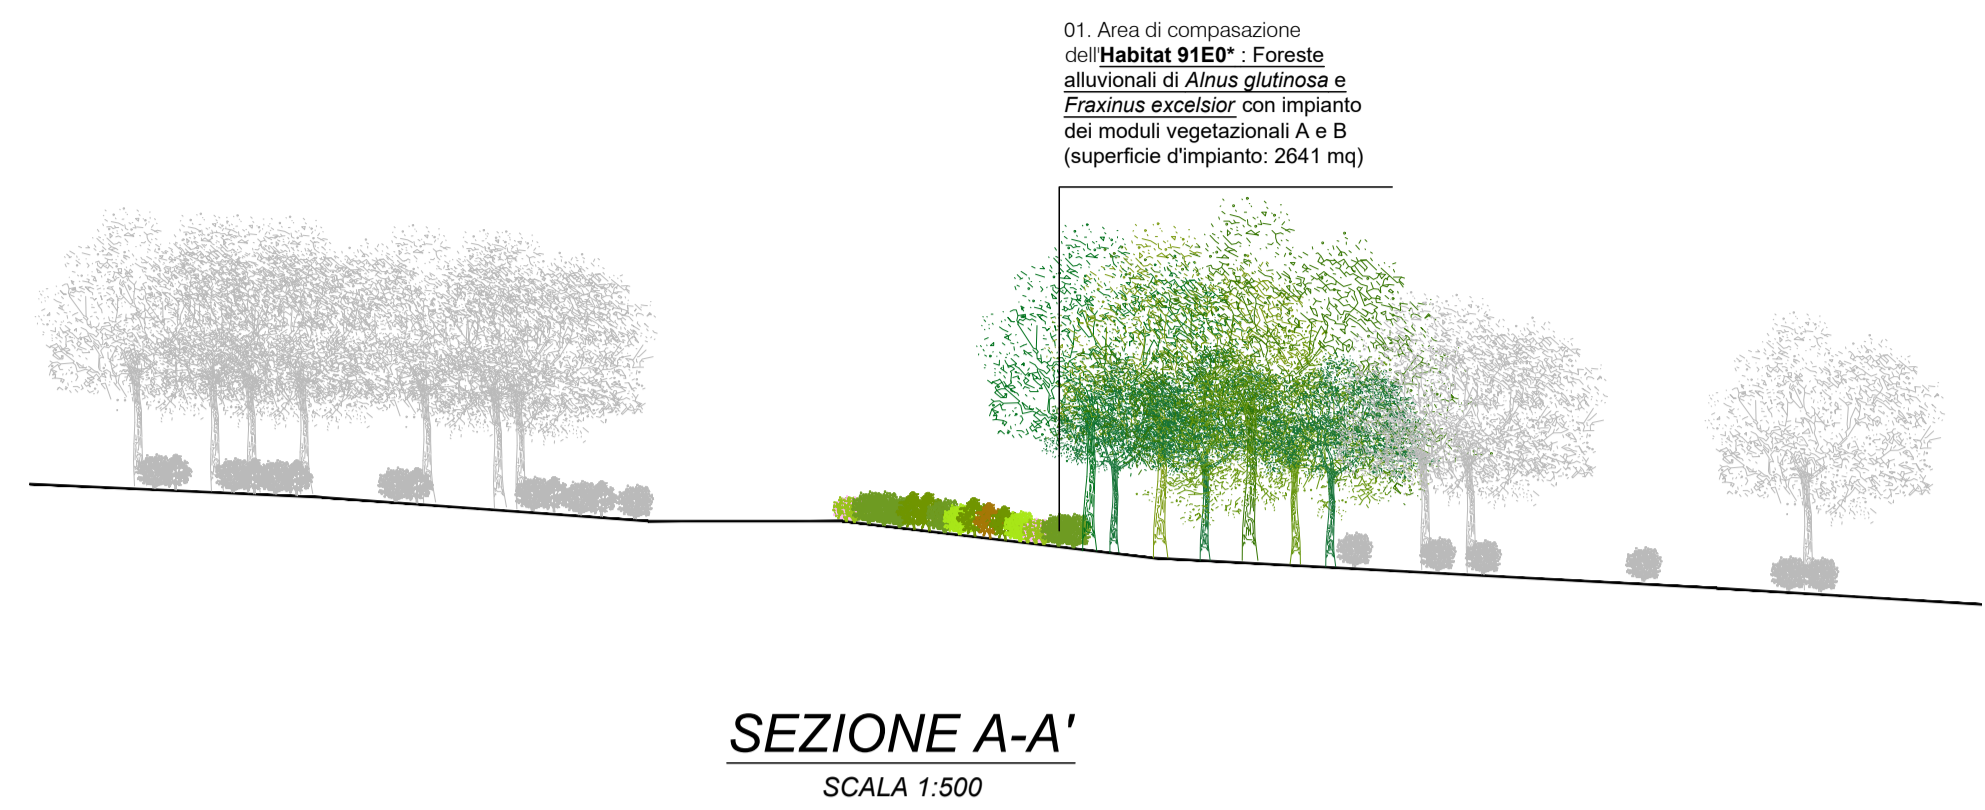 01. Area di compasazione
dell'Habitat 91E0* : Foreste
alluvionali di Alnus glutinosa e
Fraxinus excelsior con impianto
dei moduli vegetazionali A e B
(superficie d'impianto: 2641 mq)
SEZIONE A-A'
SCALA 1:500